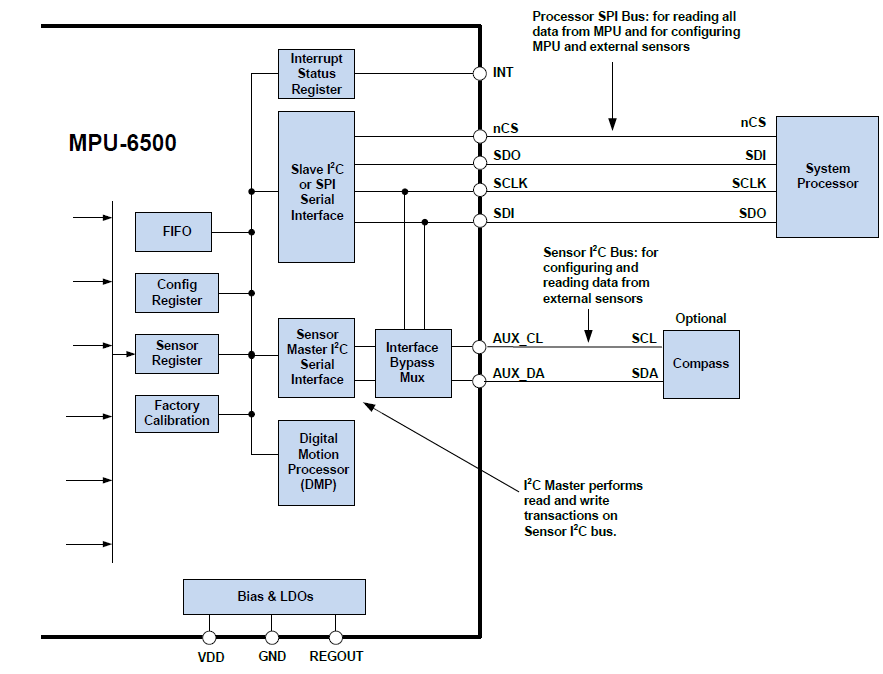 Processor SPI Bus: for reading all
data from MPU and for configuring
MPU and external sensors
Interrupt
Status
Register
INT
MPU-6500
nCS
nCS
Slave I²C
or SPI
Serial
Interface
SDO
SDI
System
Processor
SCLK
SCLK
SDI
SDO
FIFO
Config
Register
Sensor I²C Bus: for
configuring and
reading data from
external sensors
Sensor
Register
Sensor
Master I²C
Serial
Interface
Interface
Bypass
Mux
Optional
AUX_CL
SCL
Compass
AUX_DA
SDA
Factory
Calibration
Digital
Motion
Processor
(DMP)
I²C Master performs
read and write
transactions on
Sensor I²C bus.
Bias & LDOs
VDD
GND
REGOUT